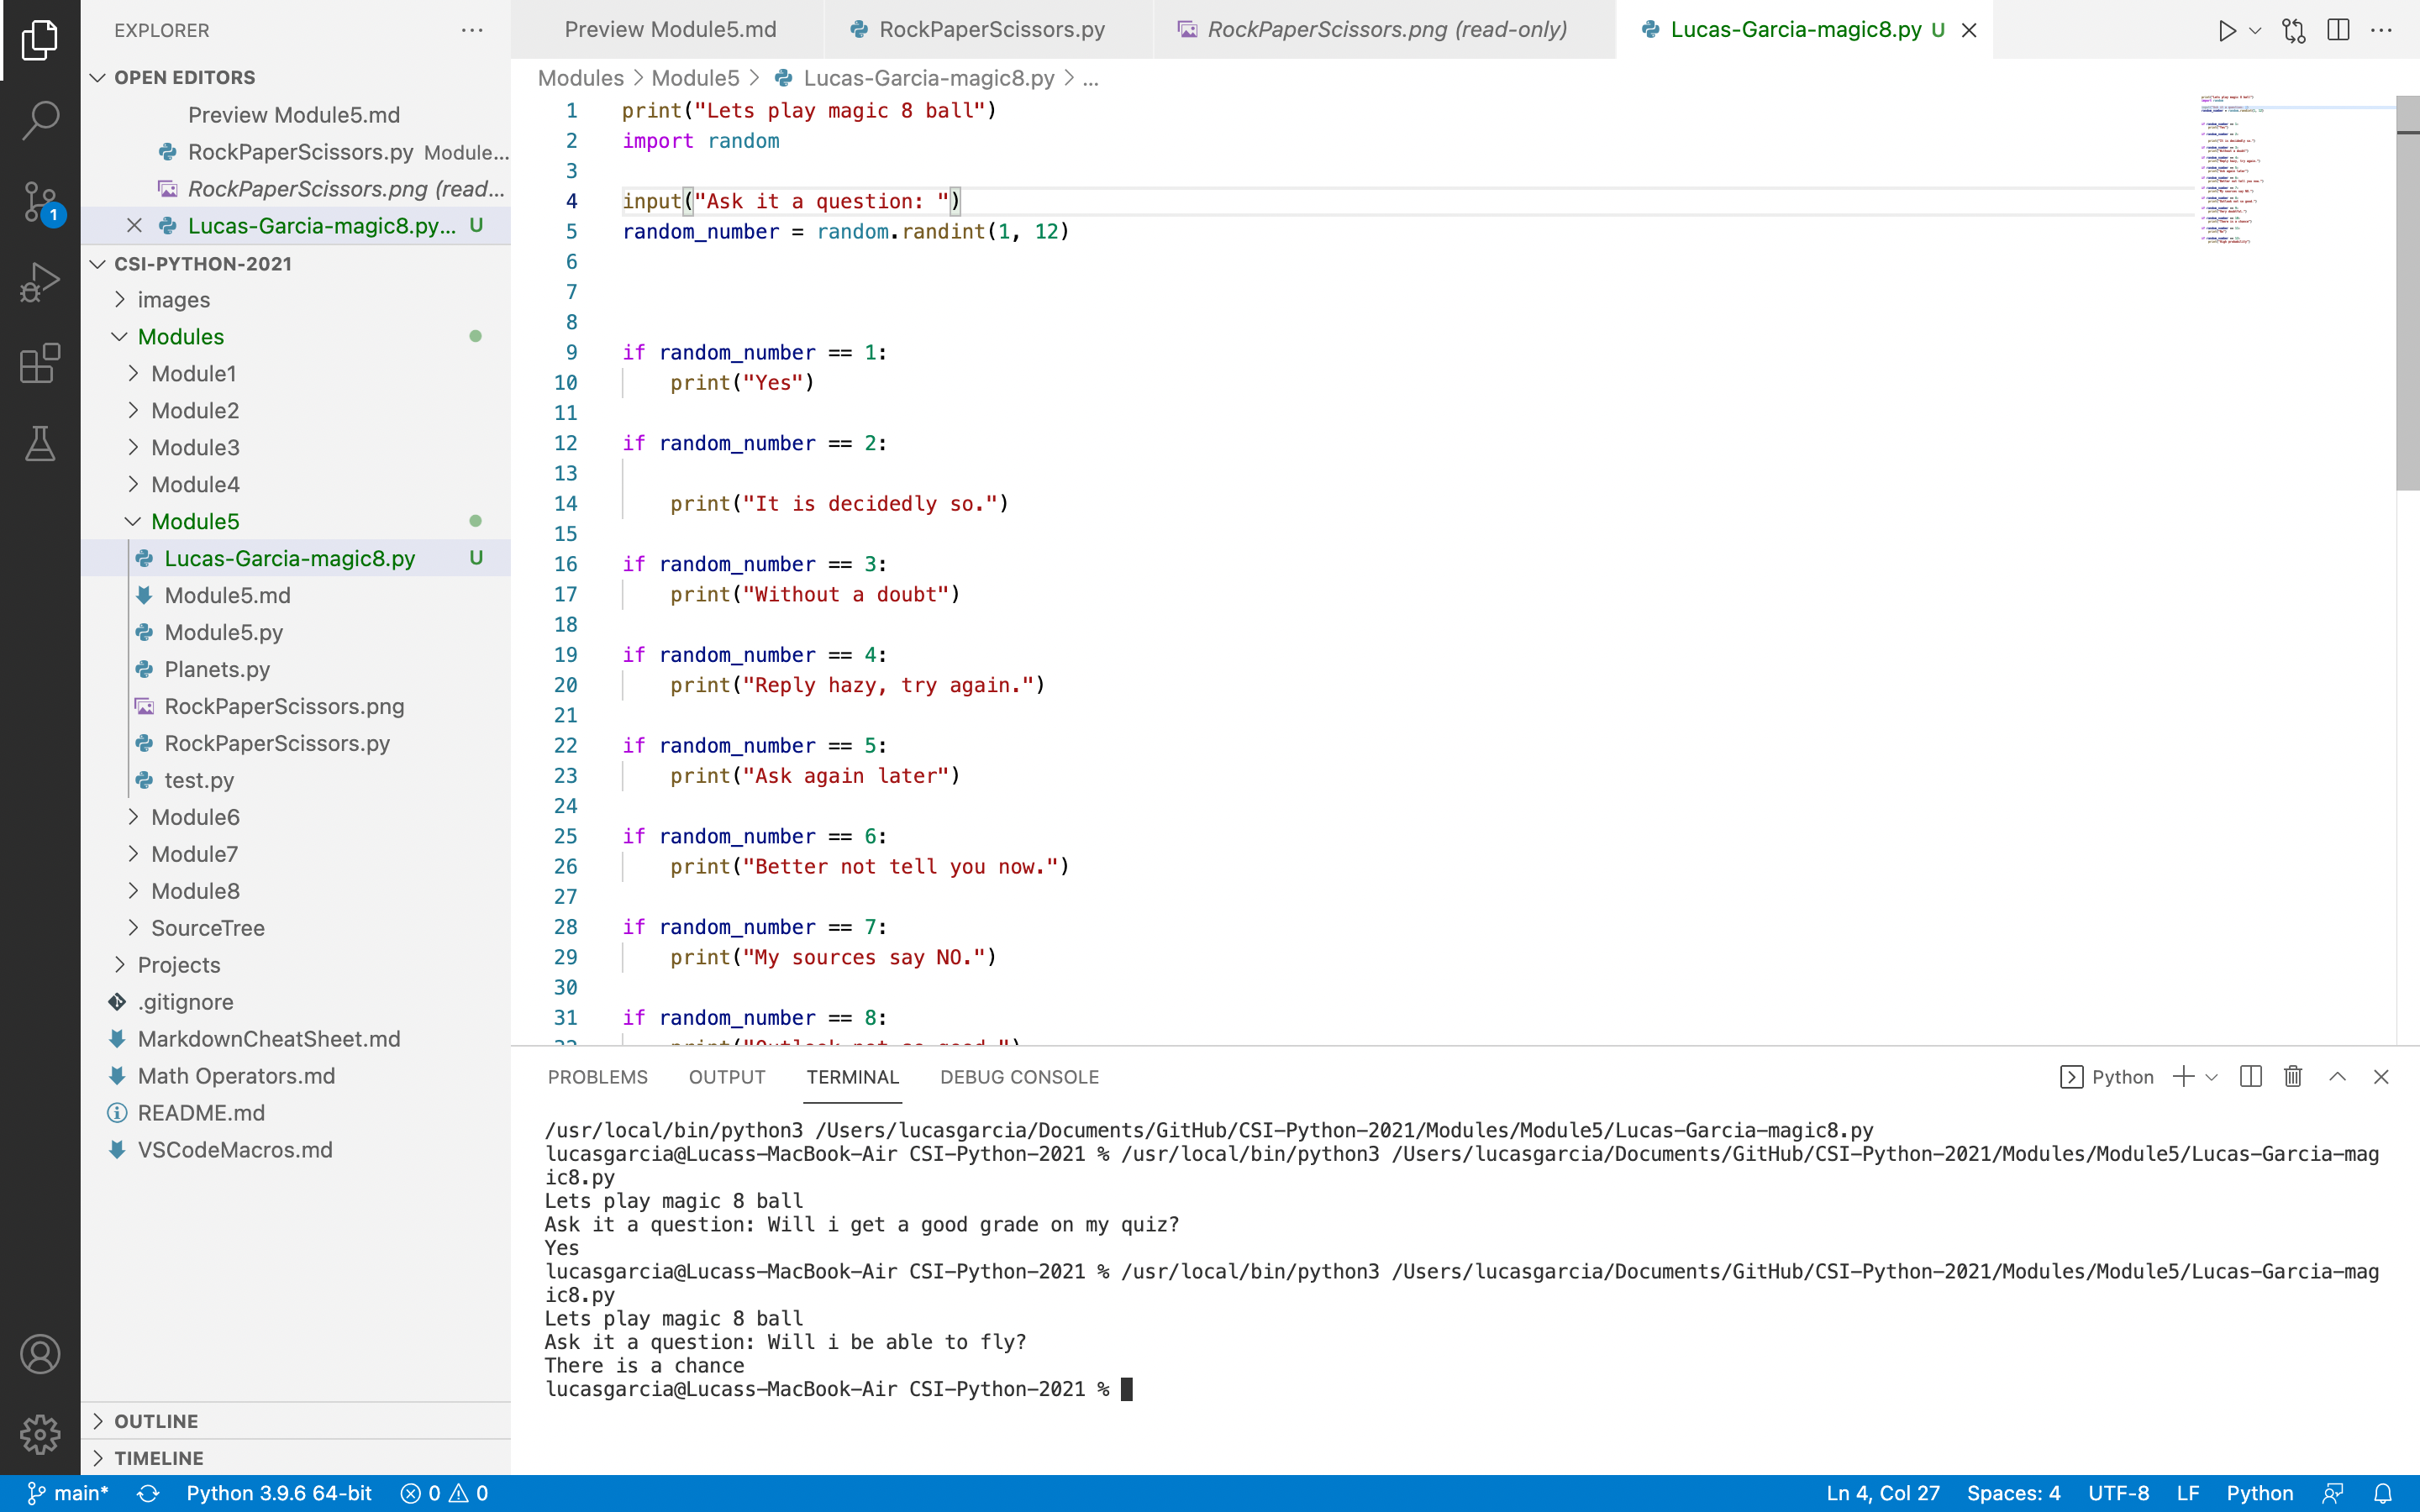 EXPLORER
OPEN EDITORS
Preview Module5.md
RockPaperScissors.py Module...
RockPaperScissors.png (read...
Lucas-Garcia-magic8.py... U
CSI-PYTHON-2021
images
Modules
Module1
Module2
Module3
Module4
Module5
Lucas-Garcia-magic8.py U
Module5.md
Module5.py
Planets.py
RockPaperScissors.png
RockPaperScissors.py
test.py
Module6
Module7
Module8
SourceTree
Projects
.gitignore
MarkdownCheatSheet.md
Math Operators.md
README.md
VSCodeMacros.md
OUTLINE
TIMELINE
1
Preview Module5.md RockPaperScissors.py RockPaperScissors.png (read-only) Lucas-Garcia-magic8.py U
Modules > Module5 > Lucas-Garcia-magic8.py > ...
1 print("Lets play magic 8 ball")
2 import random
3
4 input("Ask it a question: ")
5 random_number = random.randint(1, 12)
6
7
8
9 if random_number == 1:
10 print("Yes")
11
12 if random_number == 2:
13
14 print("It is decidedly so.")
15
16 if random_number == 3:
17 print("Without a doubt")
18
19 if random_number == 4:
20 print("Reply hazy, try again.")
21
22 if random_number == 5:
23 print("Ask again later")
24
25 if random_number == 6:
26 print("Better not tell you now.")
27
28 if random_number == 7:
29 print("My sources say NO.")
30
31 if random_number == 8:
32 print("Outlook not so good.")
PROBLEMS OUTPUT TERMINAL DEBUG CONSOLE Python
/usr/local/bin/python3 /Users/lucasgarcia/Documents/GitHub/CSI-Python-2021/Modules/Module5/Lucas-Garcia-magic8.py
lucasgarcia@Lucass-MacBook-Air CSI-Python-2021 % /usr/local/bin/python3 /Users/lucasgarcia/Documents/GitHub/CSI-Python-2021/Modules/Module5/Lucas-Garcia-mag
ic8.py
Lets play magic 8 ball
Ask it a question: Will i get a good grade on my quiz?
Yes
lucasgarcia@Lucass-MacBook-Air CSI-Python-2021 % /usr/local/bin/python3 /Users/lucasgarcia/Documents/GitHub/CSI-Python-2021/Modules/Module5/Lucas-Garcia-mag
ic8.py
Lets play magic 8 ball
Ask it a question: Will i be able to fly?
There is a chance
lucasgarcia@Lucass-MacBook-Air CSI-Python-2021 %
main* Python 3.9.6 64-bit 0 0 Ln 4, Col 27 Spaces: 4 UTF-8 LF Python